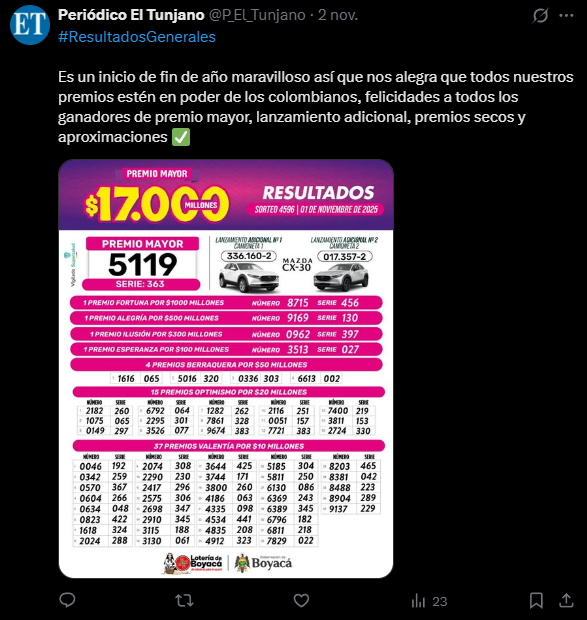 Periódico El Tunjano @P_El_Tunjano · 2 nov.
#ResultadosGenerales
Es un inicio de fin de año maravilloso así que nos alegra que todos nuestros
premios estén en poder de los colombianos, felicidades a todos los
ganadores de premio mayor, lanzamiento adicional, premios secos y
aproximaciones ✅
PREMIO MAYOR
$17.000 MILLONES
RESULTADOS
SORTEO 4596 | 01 DE NOVIEMBRE DE 2025
PREMIO MAYOR
5119
SERIE: 363
LANZAMIENTO ADICIONAL Nº 1
CAMIONETA 1
336.160-2
MAZDA
CX-30
LANZAMIENTO ADICIONAL Nº 2
CAMIONETA 2
017.357-2
Vigilado Supersalud
1 PREMIO FORTUNA POR $1000 MILLONES NÚMERO 8715 SERIE 456
1 PREMIO ALEGRÍA POR $500 MILLONES NÚMERO 9169 SERIE 130
1 PREMIO ILUSIÓN POR $300 MILLONES NÚMERO 0962 SERIE 397
1 PREMIO ESPERANZA POR $100 MILLONES NÚMERO 3513 SERIE 027
4 PREMIOS BERRAQUERA POR $50 MILLONES
1616 065 5016 320 0336 303 6613 002
15 PREMIOS OPTIMISMO POR $20 MILLONES
NÚMERO SERIE NÚMERO SERIE NÚMERO SERIE NÚMERO SERIE NÚMERO SERIE
2182 260 6792 064 1282 262 2116 251 7400 219
1075 065 2295 301 7861 328 0051 157 3811 153
0149 297 3526 077 9674 383 7721 383 2724 330
37 PREMIOS VALENTÍA POR $10 MILLONES
NÚMERO SERIE NÚMERO SERIE NÚMERO SERIE NÚMERO SERIE NÚMERO SERIE
0046 192 2074 308 3644 425 5185 304 8203 465
0342 259 2290 230 3744 171 5811 250 8381 042
0570 367 2417 296 3800 260 6130 086 8488 223
0604 266 2575 306 4186 063 6369 243 8904 289
0634 048 2698 347 4335 098 6389 345 9137 229
0823 422 2910 345 4534 441 6796 182
1618 324 3115 188 4835 208 6811 218
2024 288 3130 061 4912 323 7829 022
Lotería de
Boyacá
Boyacá
23